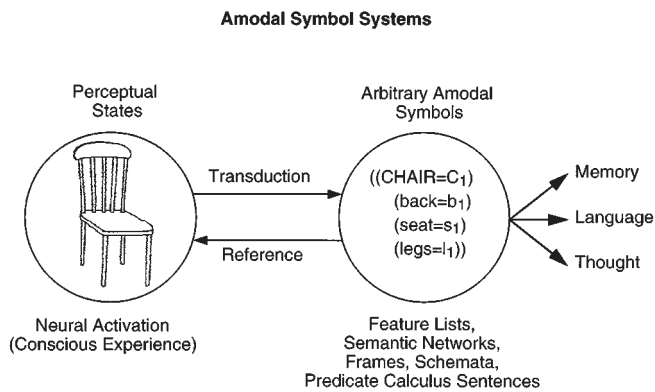 Amodal Symbol Systems
Perceptual
States
Arbitrary Amodal
Symbols
Transduction
Reference
((CHAIR=C₁)
(back=b₁)
(seat=s₁)
(legs=l₁))
Memory
Language
Thought
Neural Activation
(Conscious Experience)
Feature Lists,
Semantic Networks,
Frames, Schemata,
Predicate Calculus Sentences